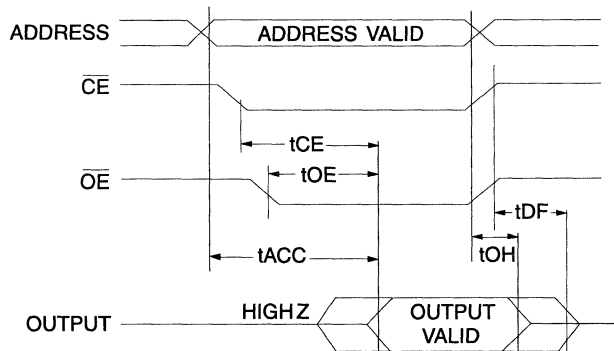 ADDRESS
ADDRESS VALID
CE
tCE
tOE
OE
tDF
tOH
tACC
HIGH Z
OUTPUT
OUTPUT
VALID